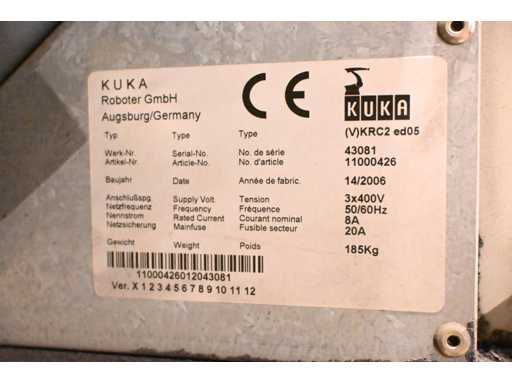 KUKA
Roboter GmbH
Augsburg/Germany
CE
KUKA
Typ Type Type (V)KRC2 ed05
Werk-Nr. Serial-No. No. de série 43081
Artikel-Nr. Article-No. No. d'article 11000426
Baujahr Date Année de fabric. 14/2006
Anschlußspg. Supply Volt. Tension 3x400V
Netzfrequenz Frequency Fréquence 50/60Hz
Nennstrom Rated Current Courant nominal 8A
Netzsicherung Mainfuse Fusible secteur 20A
Gewicht Weight Poids 185Kg
11000426012043081
Ver. X 1 2 3 4 5 6 7 8 9 10 11 12